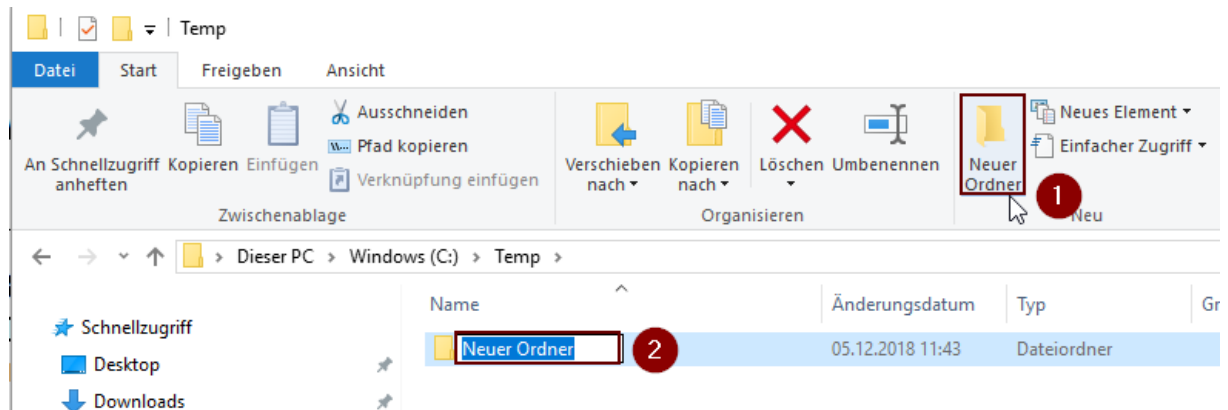 Temp
Datei Start Freigeben Ansicht
An Schnellzugriff anheften
Kopieren
Einfügen
Ausschneiden
Pfad kopieren
Verknüpfung einfügen
Zwischenablage
Verschieben nach
Kopieren nach
Löschen
Umbenennen
Organisieren
Neuer Ordner
Neues Element
Einfacher Zugriff
1
Neu
Dieser PC > Windows (C:) > Temp >
Name Änderungsdatum Typ Gr
Schnellzugriff
Neuer Ordner 2 05.12.2018 11:43 Dateiordner
Desktop
Downloads